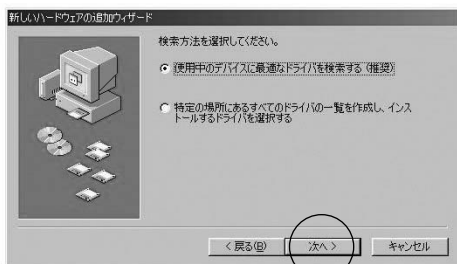 新しいハードウェアの追加ウィザード
検索方法を選択してください。
使用中のデバイスに最適なドライバを検索する (推奨)
特定の場所にあるすべてのドライバの一覧を作成し、インス
トールするドライバを選択する
< 戻る(B)
次へ >
キャンセル